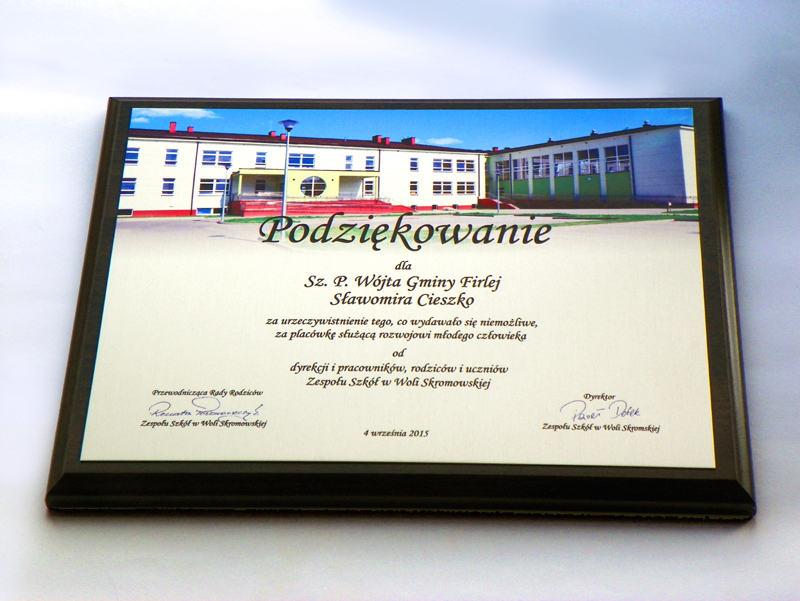 Podziękowanie
dla
Sz. P. Wójta Gminy Firlej
Sławomira Cieszko
za urzeczywistnienie tego, co wydawało się niemożliwe,
za placówkę służącą rozwojowi młodego człowieka
od
dyrekcji i pracowników, rodziców i uczniów
Zespołu Szkół w Woli Skromowskiej
Przewodnicząca Rady Rodziców
Renata
Zespołu Szkół w Woli Skromowskiej
Dyrektor
Zespołu Szkół w Woli Skromskiej
4 września 2015